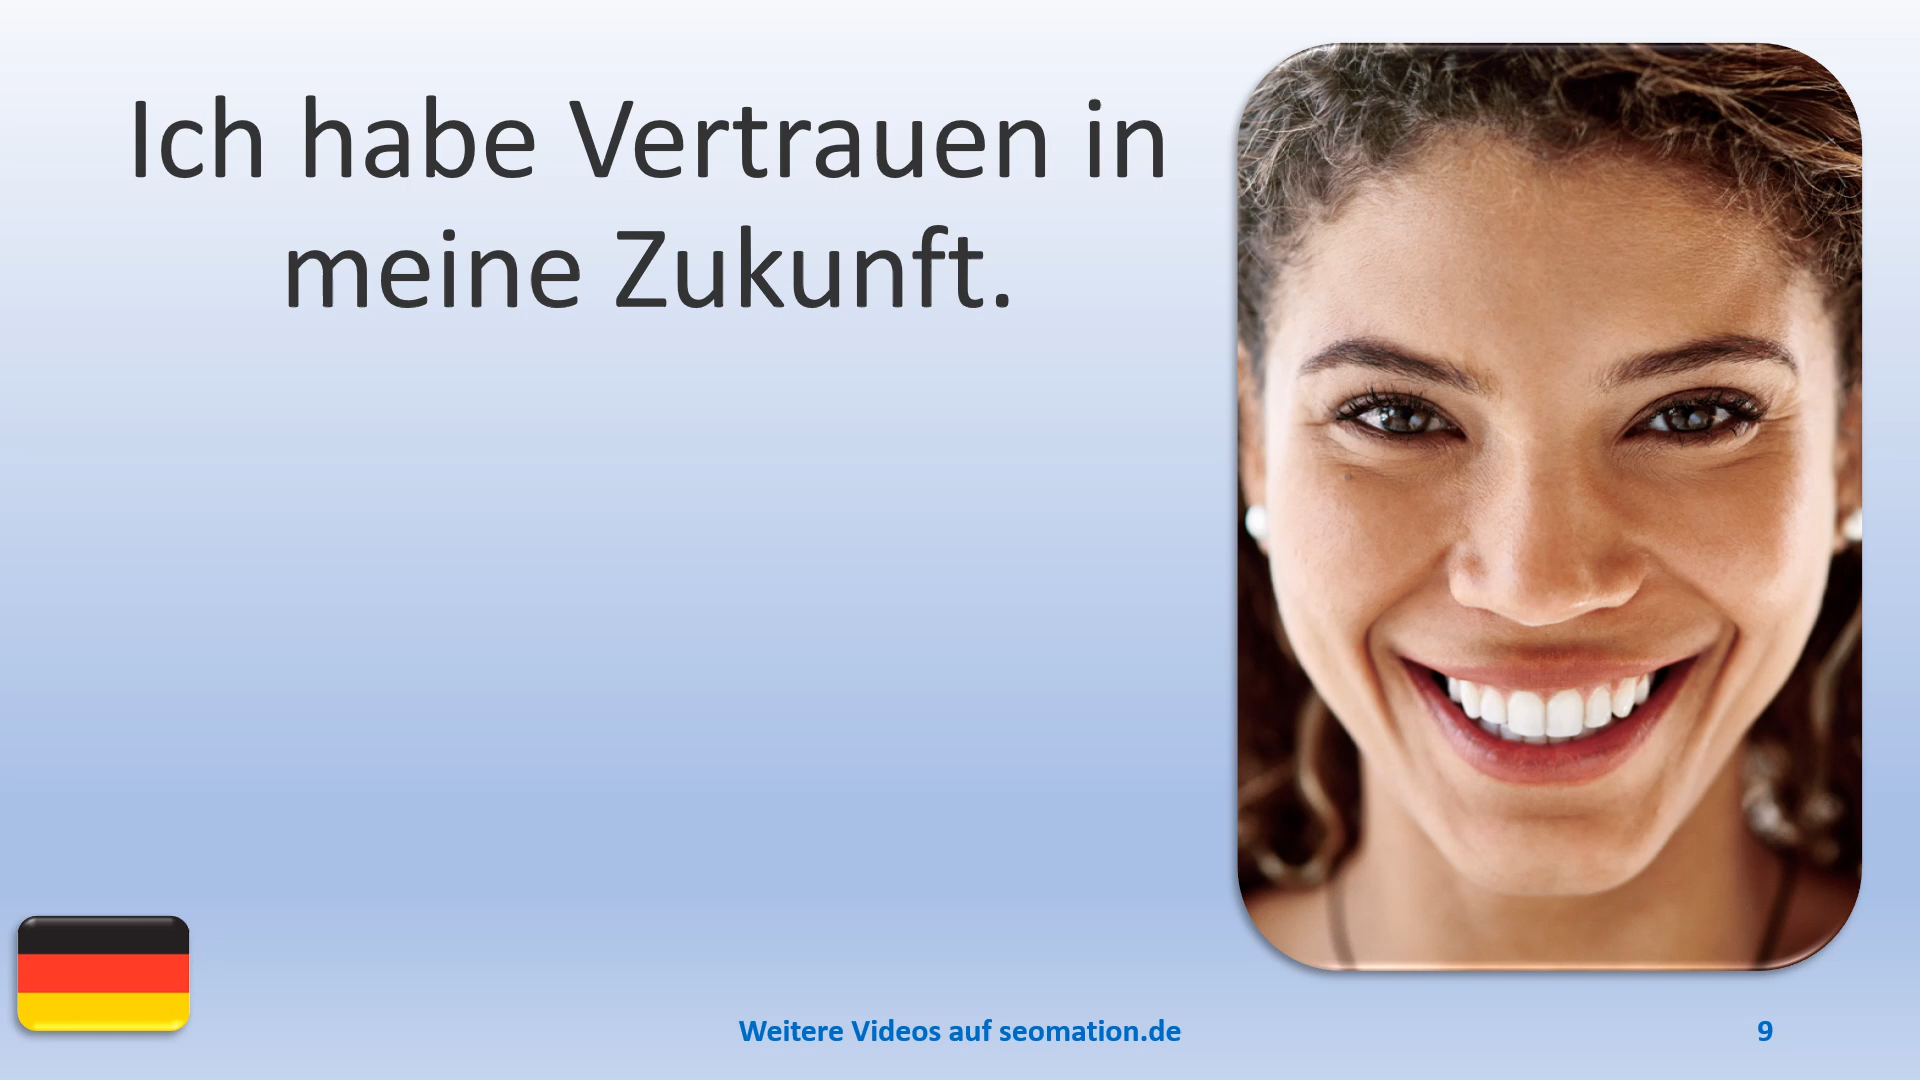 Ich habe Vertrauen in
meine Zukunft.
Weitere Videos auf seomation.de
9